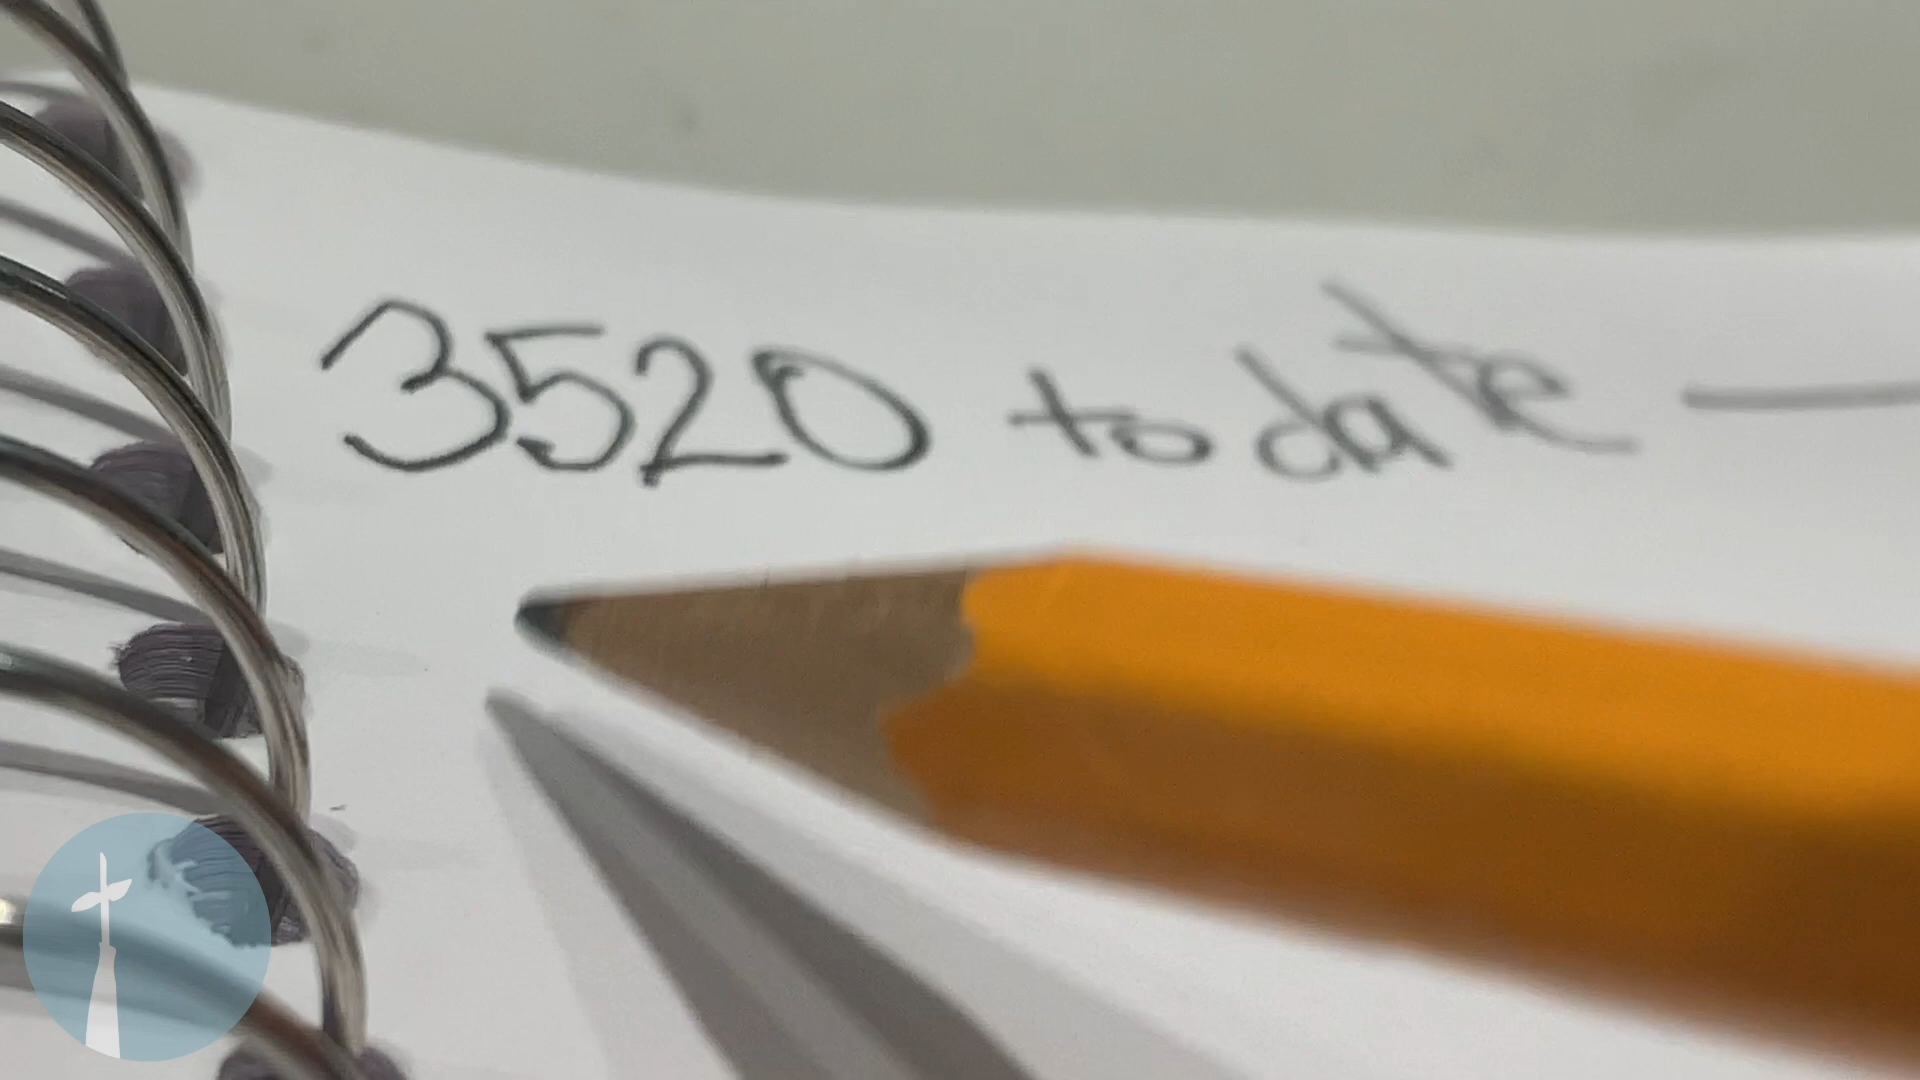 3520 to date —